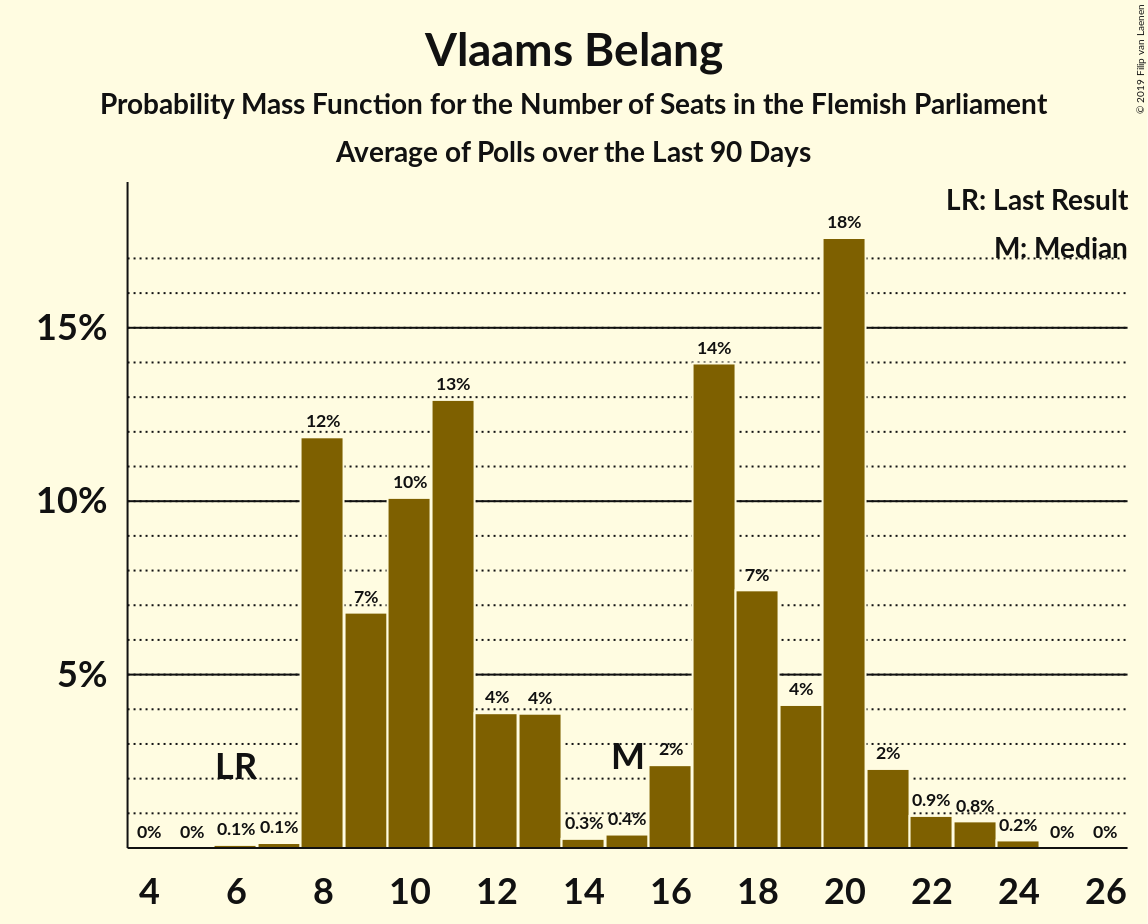 Vlaams Belang
Probability Mass Function for the Number of Seats in the Flemish Parliament
Average of Polls over the Last 90 Days
© 2019 Filip van Laenen
LR: Last Result
M: Median
15%
10%
5%
0% 0% 0.1% 0.1% 12% 7% 10% 13% 4% 4% 0.3% 0.4% 2% 14% 7% 4% 18% 2% 0.9% 0.8% 0.2% 0% 0%
LR M
4 6 8 10 12 14 16 18 20 22 24 26